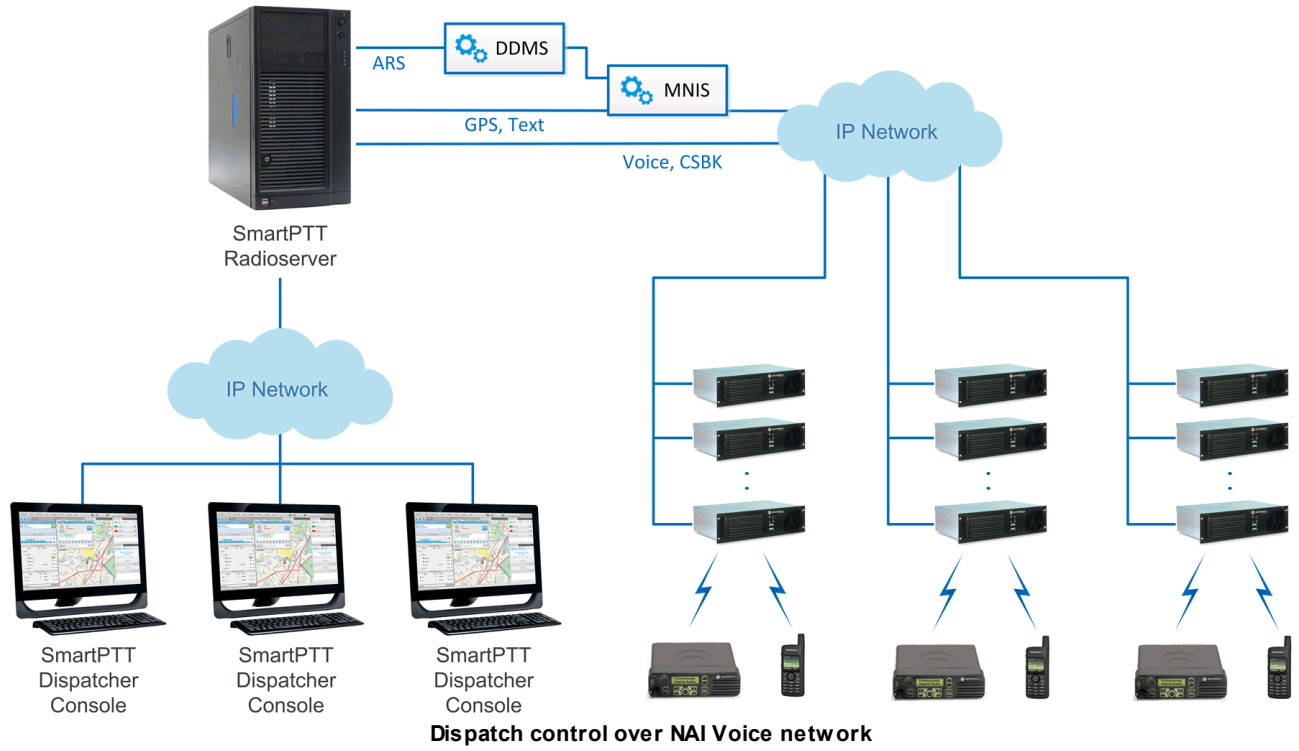 DDMS
ARS
MNIS
GPS, Text
IP Network
Voice, CSBK
SmartPTT
Radioserver
IP Network
SmartPTT
Dispatcher
Console
SmartPTT
Dispatcher
Console
SmartPTT
Dispatcher
Console
Dispatch control over NAI Voice network